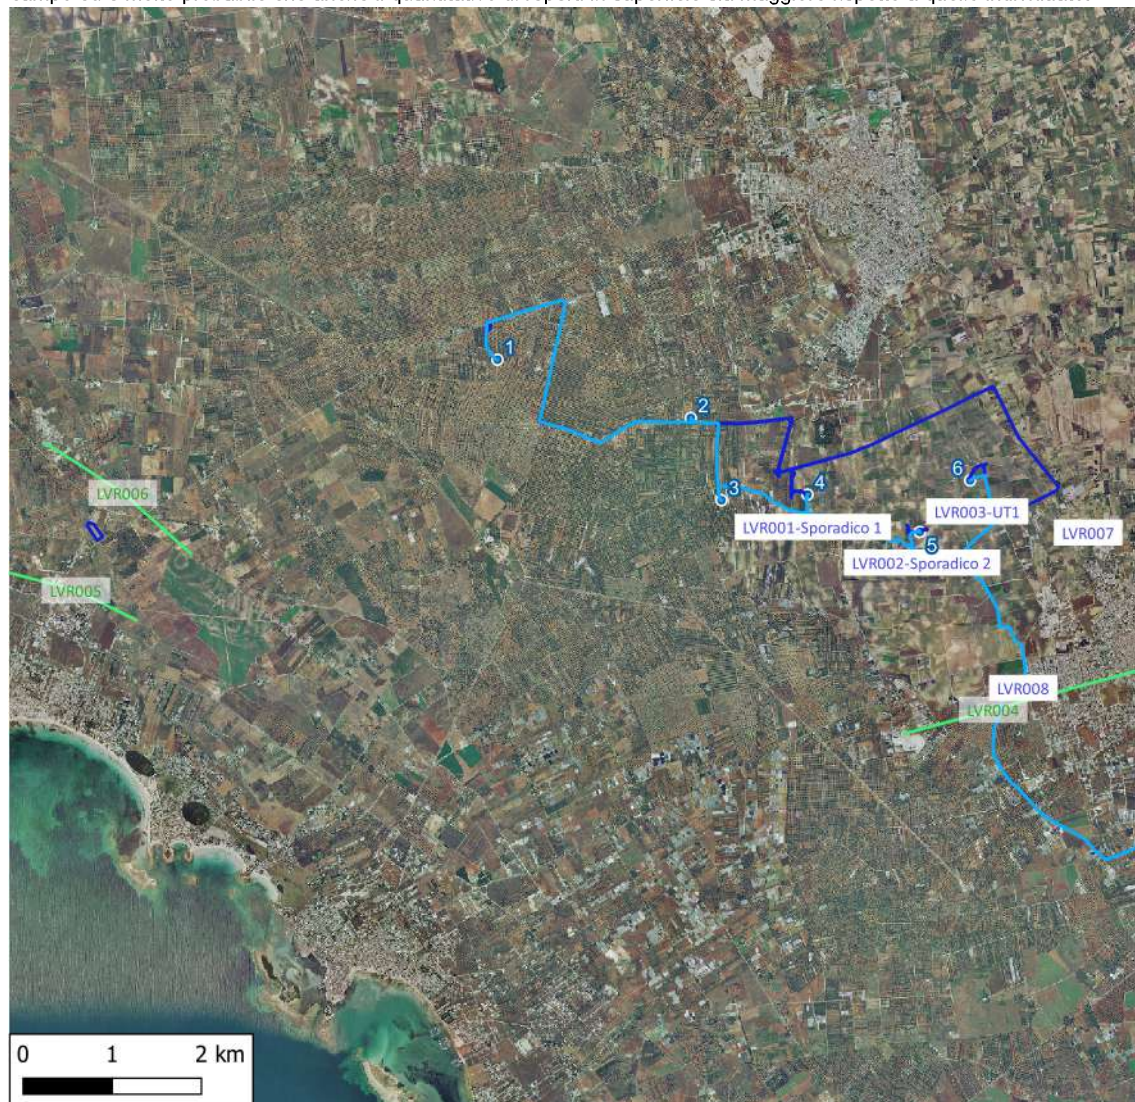 1
2
6
3
4
LVR006
LVR003-UT1
LVR001-Sporadico 1
LVR007
5
LVR002-Sporadico 2
LVR005
LVR008
LVR004
0 1 2 km